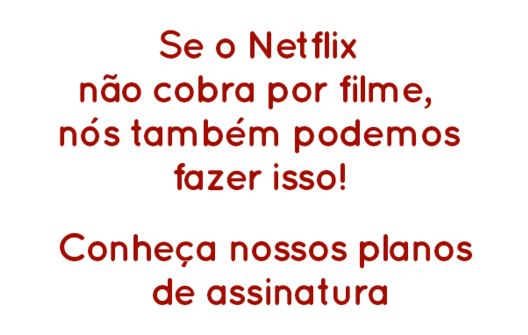 Se o Netflix
não cobra por filme,
nós também podemos
fazer isso!
Conheça nossos planos
de assinatura